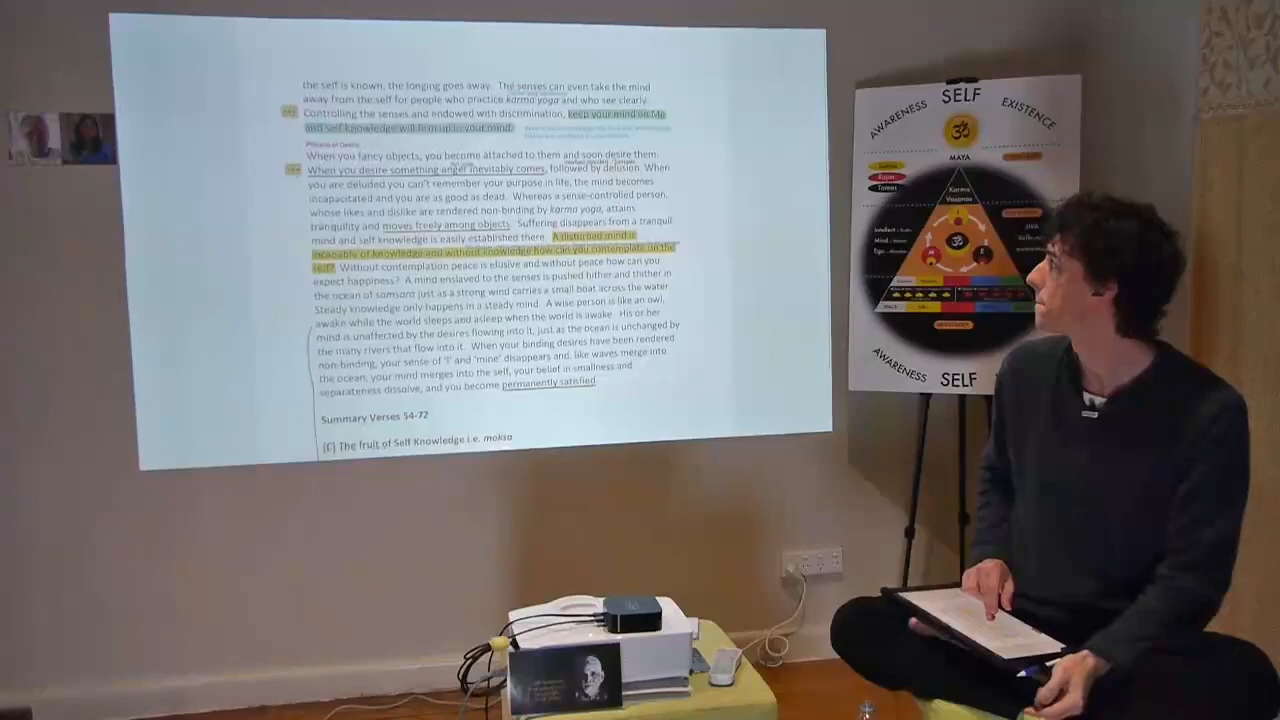 the self is known, the longing goes away. The senses can even take the mind
away from the self for people who practice karma yoga and who see clearly.
Controlling the senses and endowed with discrimination, keep your mind on Me
and self knowledge will firm up in your mind.
Process of Desire
When you fancy objects, you become attached to them and soon desire them.
When you desire something anger inevitably comes, followed by delusion. When
you are deluded you can't remember your purpose in life, the mind becomes
incapacitated and you are as good as dead. Whereas a sense-controlled person,
whose likes and dislike are rendered non-binding by karma yoga, attains
tranquility and moves freely among objects. Suffering disappears from a tranquil
mind and self knowledge is easily established there. A disturbed mind is
incapable of knowledge and without knowledge how can you contemplate on the
self? Without contemplation peace is elusive and without peace how can you
expect happiness? A mind enslaved to the senses is pushed hither and thither in
the ocean of samsara just as a strong wind carries a small boat across the water
Steady knowledge only happens in a steady mind. A wise person is like an owl,
awake while the world sleeps and asleep when the world is awake. His or her
mind is unaffected by the desires flowing into it, just as the ocean is unchanged by
the many rivers that flow into it. When your binding desires have been rendered
non-binding, your sense of 'I' and 'mine' disappears and, like waves merge into
the ocean, your mind merges into the self, your belief in smallness and
separateness dissolve, and you become permanently satisfied.
Summary Verses 54-72
(C) The fruit of Self Knowledge i.e. moksa
SELF
AWARENESS
EXISTENCE
ॐ
MAYA
Sattva
Rajas
Tamas
Karma
Vasanas
I
ॐ
M
E
JIVA
Intellect
Mind
Ego
AWARENESS
SELF